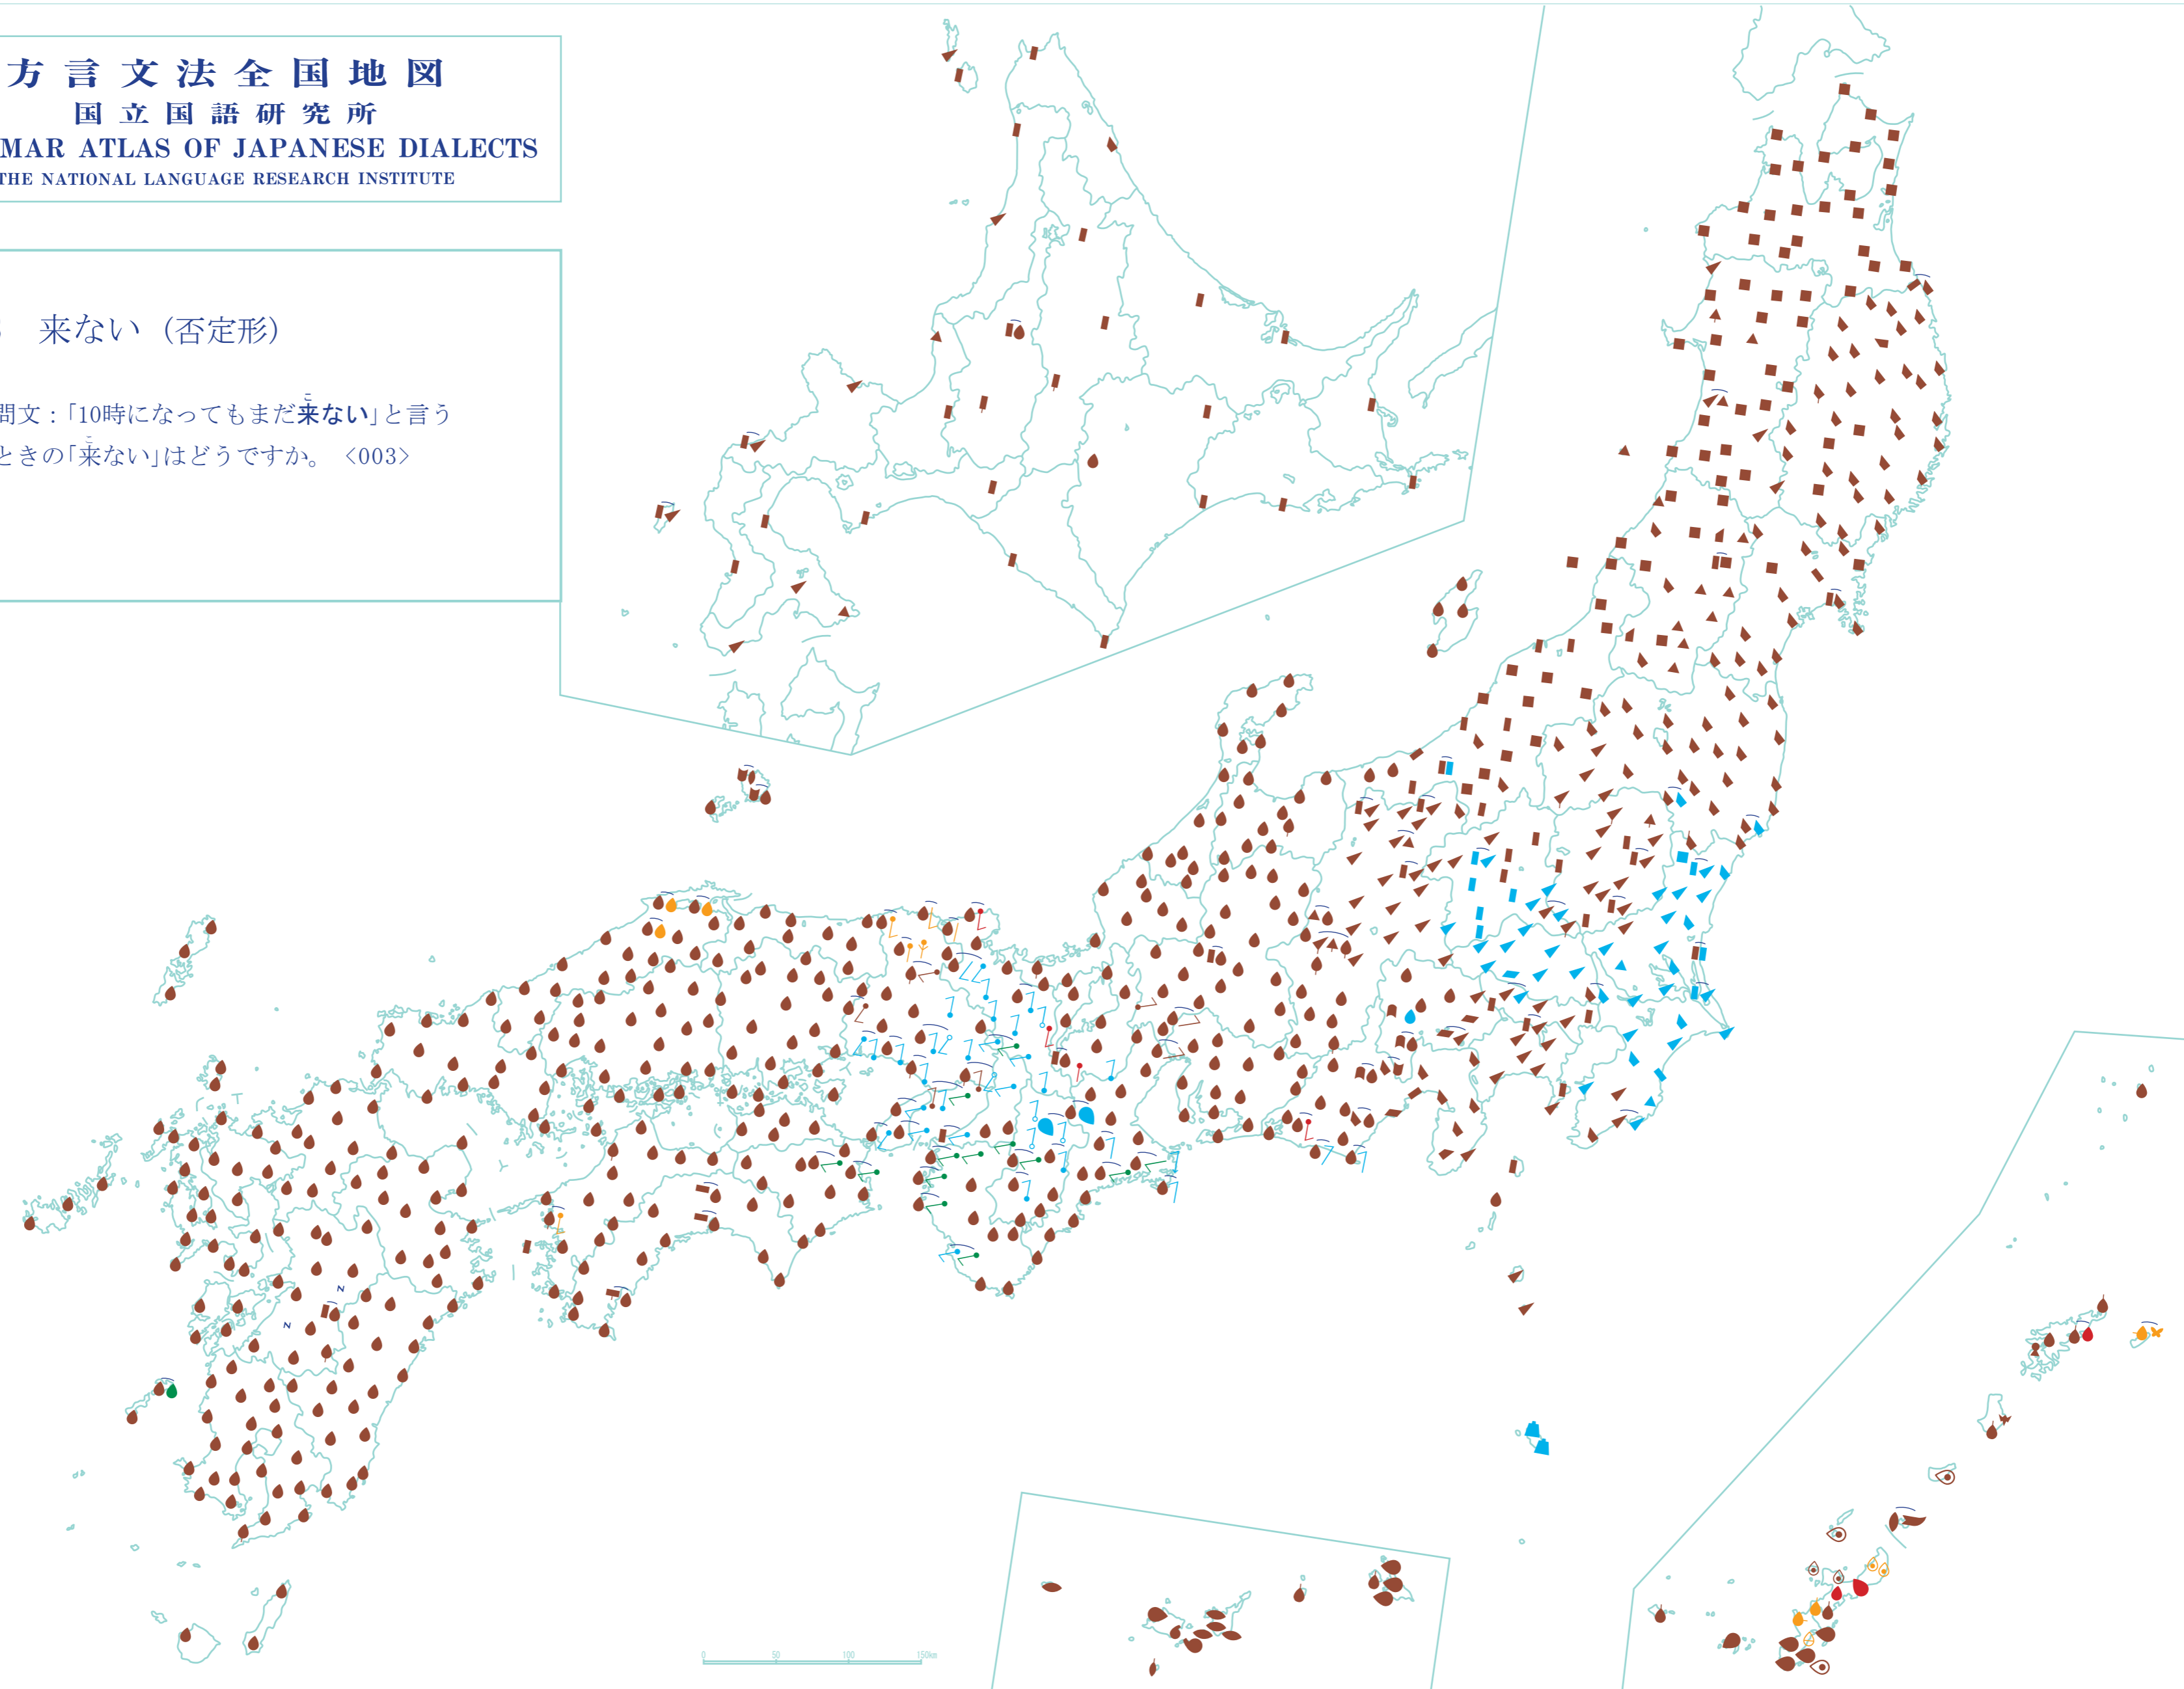 方言文法全国地図
国立国語研究所
MAR ATLAS OF JAPANESE DIALECTS
THE NATIONAL LANGUAGE RESEARCH INSTITUTE
来ない（否定形）
こ
問文：「10時になってもまだ来ない」と言う
こ
ときの「来ない」はどうですか。 <003>
N
N
0 50 100 150km